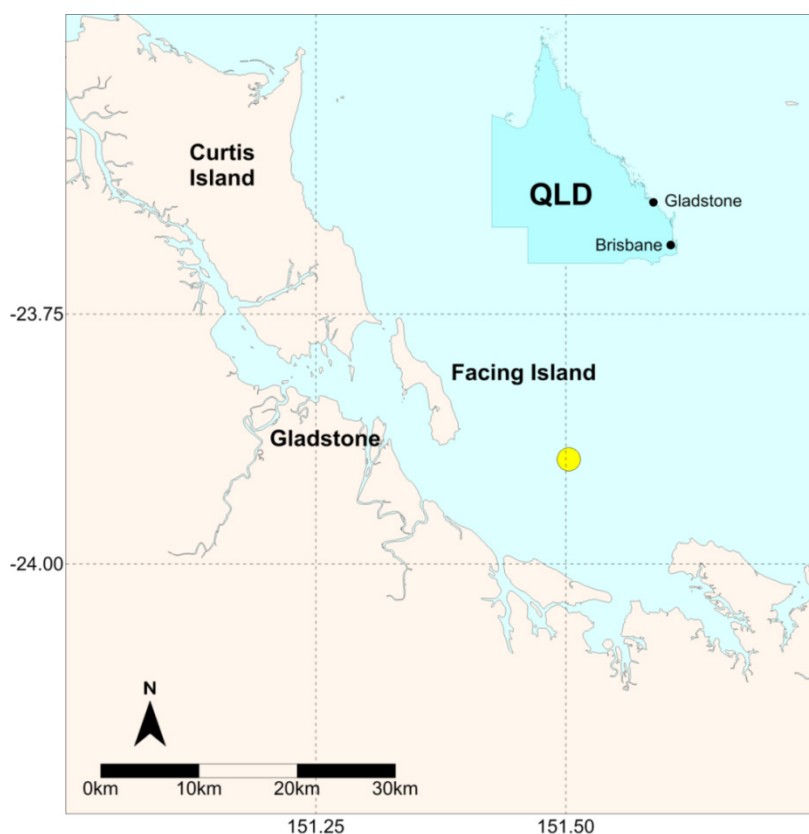 Curtis
Island
QLD
Gladstone
Brisbane
-23.75
Facing Island
Gladstone
-24.00
N
0km 10km 20km 30km
151.25 151.50